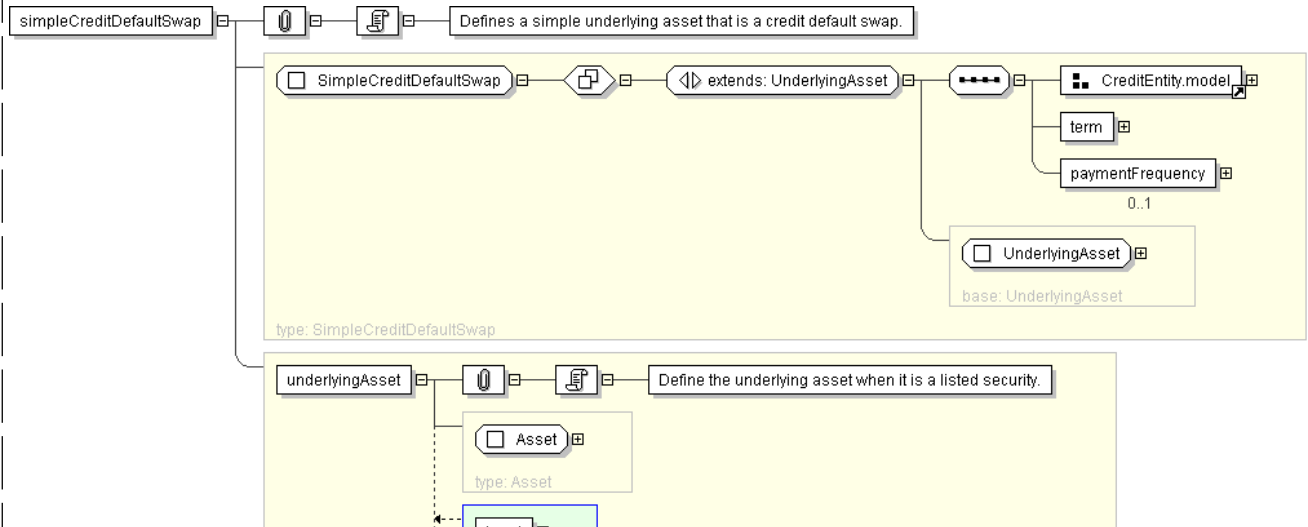 simpleCreditDefaultSwap
Defines a simple underlying asset that is a credit default swap.
SimpleCreditDefaultSwap
extends: UnderlyingAsset
CreditEntity.model
term
paymentFrequency
0..1
UnderlyingAsset
base: UnderlyingAsset
type: SimpleCreditDefaultSwap
underlyingAsset
Define the underlying asset when it is a listed security.
Asset
type: Asset